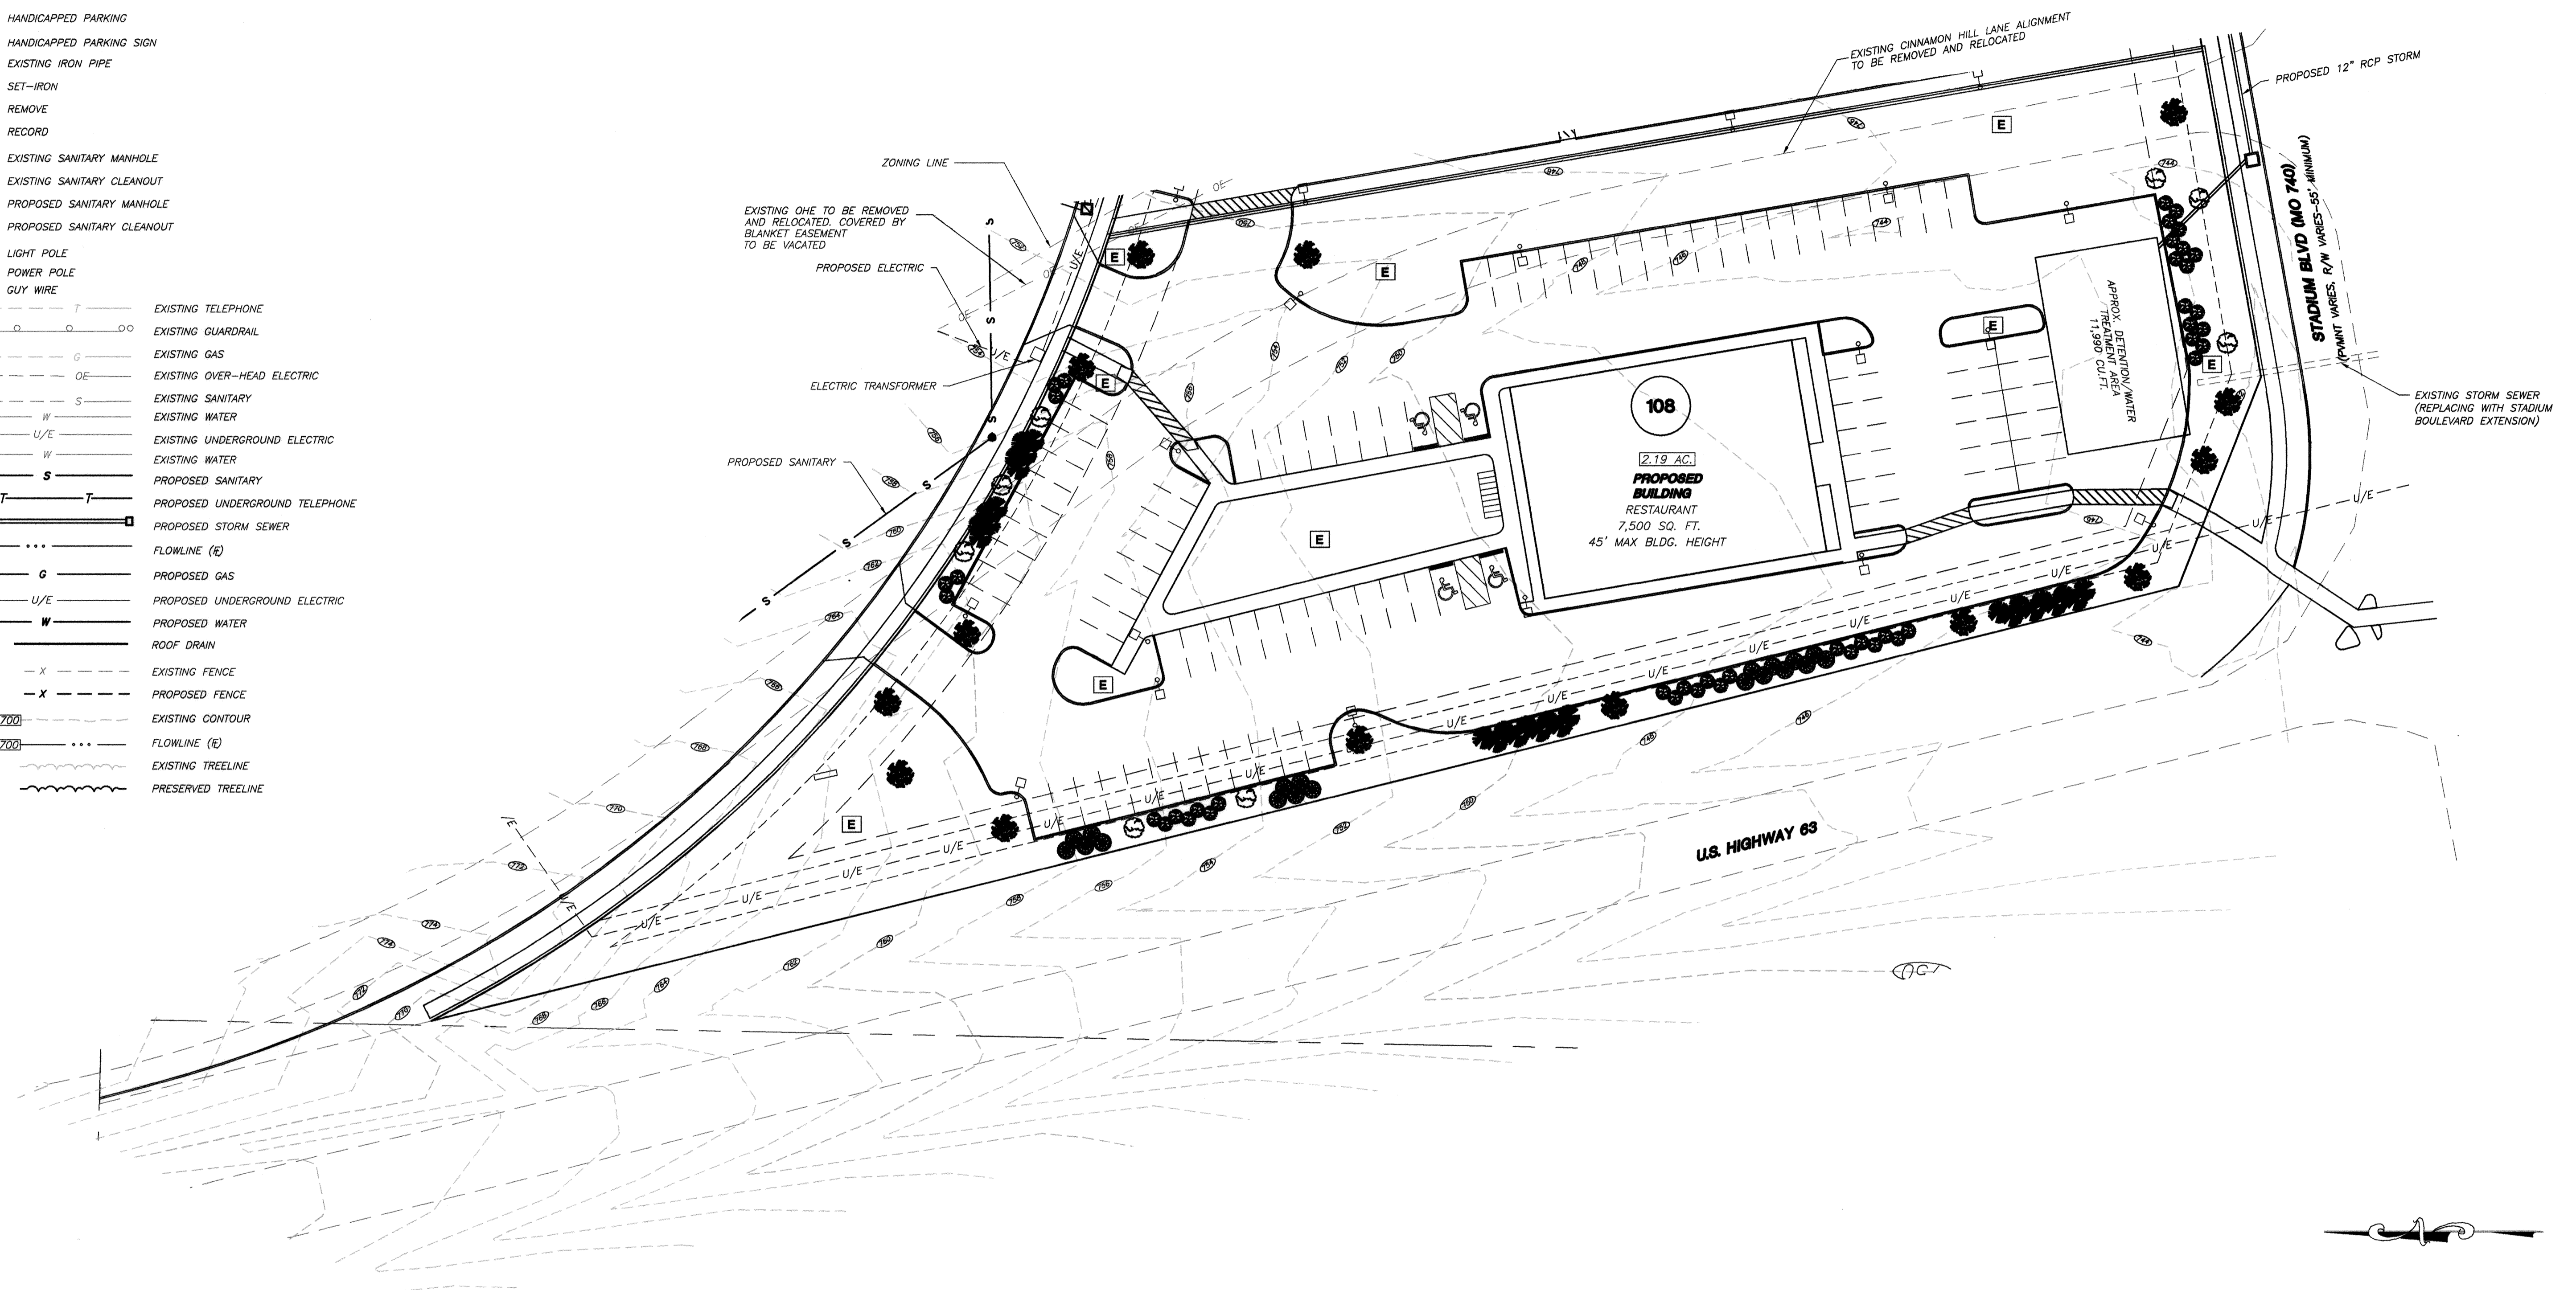 HANDICAPPED PARKING
HANDICAPPED PARKING SIGN
EXISTING IRON PIPE
SET-IRON
REMOVE
RECORD
EXISTING SANITARY MANHOLE
EXISTING SANITARY CLEANOUT
PROPOSED SANITARY MANHOLE
PROPOSED SANITARY CLEANOUT
LIGHT POLE
POWER POLE
GUY WIRE
T EXISTING TELEPHONE
EXISTING GUARDRAIL
G EXISTING GAS
OE EXISTING OVER-HEAD ELECTRIC
S EXISTING SANITARY
W EXISTING WATER
U/E EXISTING UNDERGROUND ELECTRIC
W EXISTING WATER
S PROPOSED SANITARY
T T PROPOSED UNDERGROUND TELEPHONE
PROPOSED STORM SEWER
FLOWLINE
G PROPOSED GAS
U/E PROPOSED UNDERGROUND ELECTRIC
W PROPOSED WATER
ROOF DRAIN
X EXISTING FENCE
X PROPOSED FENCE
700 EXISTING CONTOUR
700 FLOWLINE
EXISTING TREELINE
PRESERVED TREELINE
EXISTING CINNAMON HILL LANE ALIGNMENT
TO BE REMOVED AND RELOCATED
PROPOSED 12" RCP STORM
ZONING LINE
EXISTING OHE TO BE REMOVED
AND RELOCATED. COVERED BY
BLANKET EASEMENT
TO BE VACATED
PROPOSED ELECTRIC
ELECTRIC TRANSFORMER
PROPOSED SANITARY
STADIUM BLVD (MO 740)
(PVMNT VARIES, R/W VARIES-55' MINIMUM)
APPROX. DETENTION/WATER
TREATMENT AREA
11,990 CU.FT.
EXISTING STORM SEWER
(REPLACING WITH STADIUM
BOULEVARD EXTENSION)
108
2.19 AC.
PROPOSED
BUILDING
RESTAURANT
7,500 SQ. FT.
45' MAX BLDG. HEIGHT
E
E
E
E
E
E
E
E
E
U/E
U/E
U/E
U/E
U/E
U/E
U/E
U/E
U/E
U/E
U/E
U/E
U/E
U/E
U.S. HIGHWAY 63